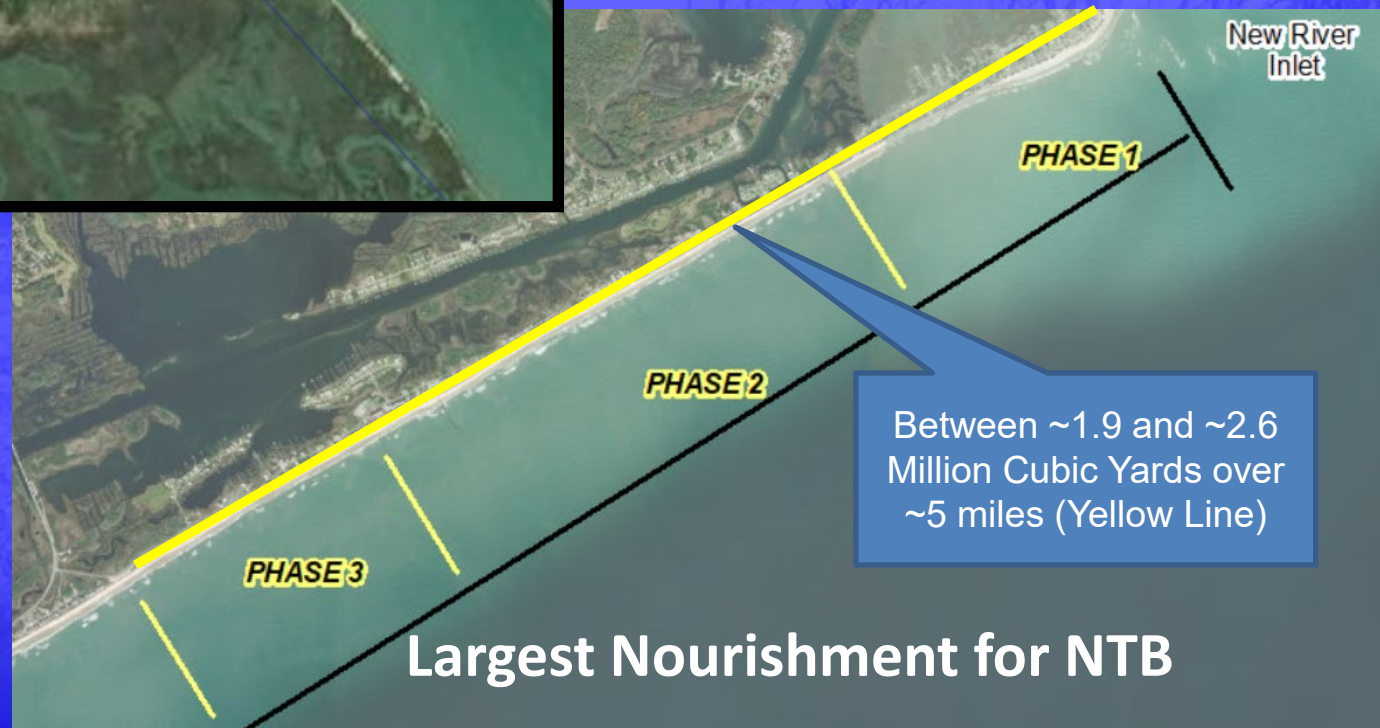 New River
Inlet
PHASE 1
PHASE 2
Between ~1.9 and ~2.6
Million Cubic Yards over
~5 miles (Yellow Line)
PHASE 3
Largest Nourishment for NTB